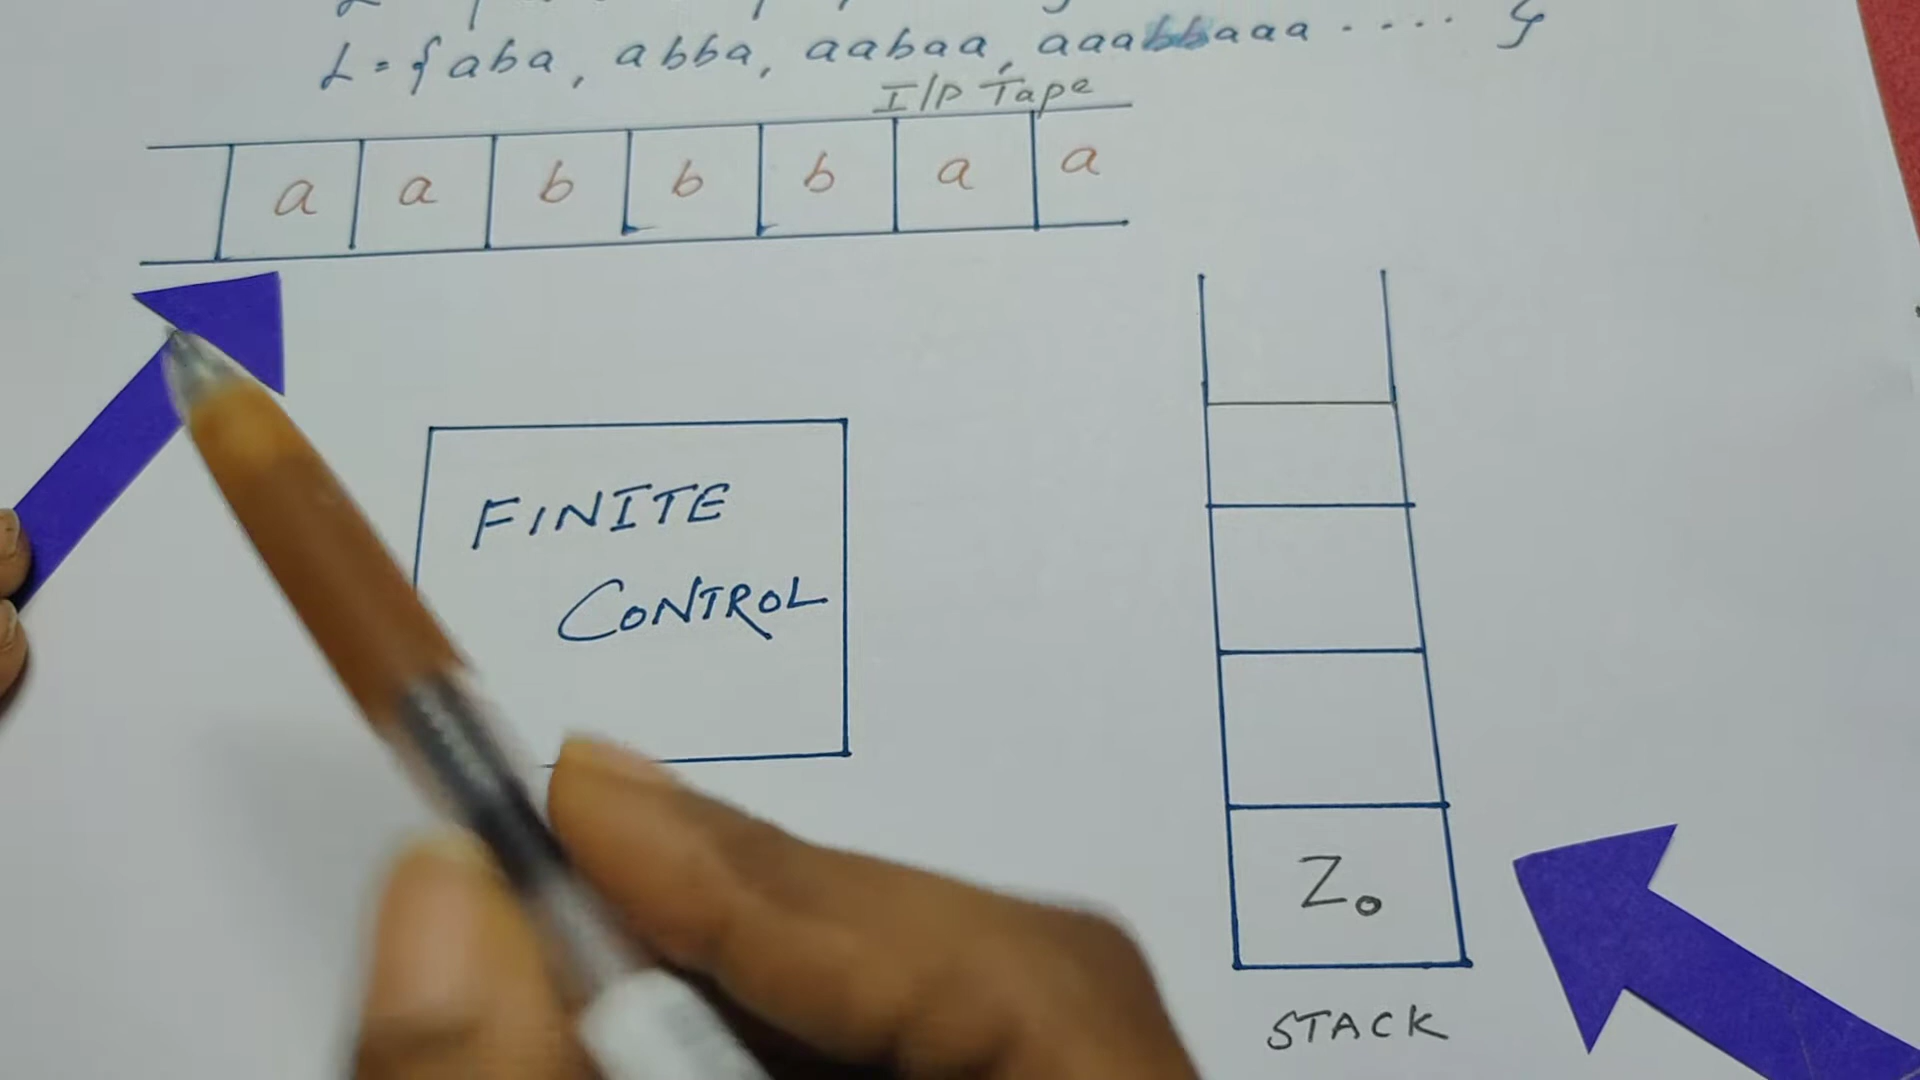 L = { aba, abba, aabaa, aaabbaaa .... }
I/P Tape
a a b b b a a
FINITE
CONTROL
Z₀
STACK